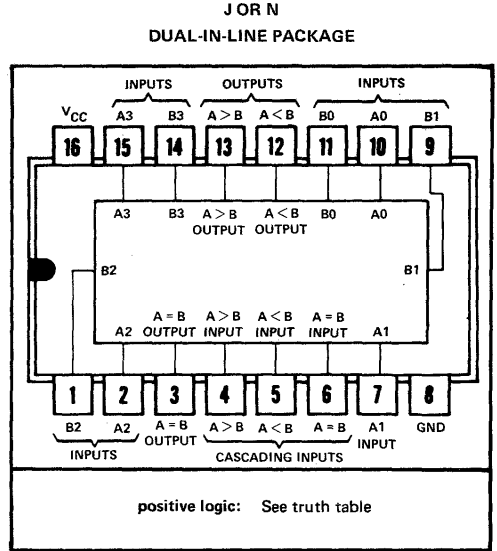 J OR N
DUAL-IN-LINE PACKAGE
INPUTS OUTPUTS INPUTS
VCC A3 B3 A > B A < B B0 A0 B1
16 15 14 13 12 11 10 9
A3 B3 A > B A < B B0 A0
OUTPUT OUTPUT
B2 B1
A = B A > B A < B A = B
A2 OUTPUT INPUT INPUT INPUT A1
1 2 3 4 5 6 7 8
B2 A2 A = B A > B A < B A = B A1 GND
OUTPUT INPUT
INPUTS CASCADING INPUTS
positive logic: See truth table